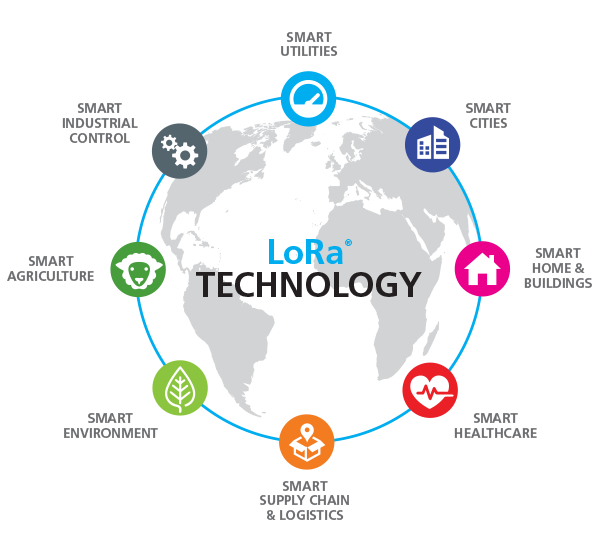 SMART
UTILITIES
SMART
CITIES
SMART
HOME &
BUILDINGS
SMART
HEALTHCARE
SMART
SUPPLY CHAIN
& LOGISTICS
SMART
ENVIRONMENT
SMART
AGRICULTURE
SMART
INDUSTRIAL
CONTROL
LoRa®
TECHNOLOGY